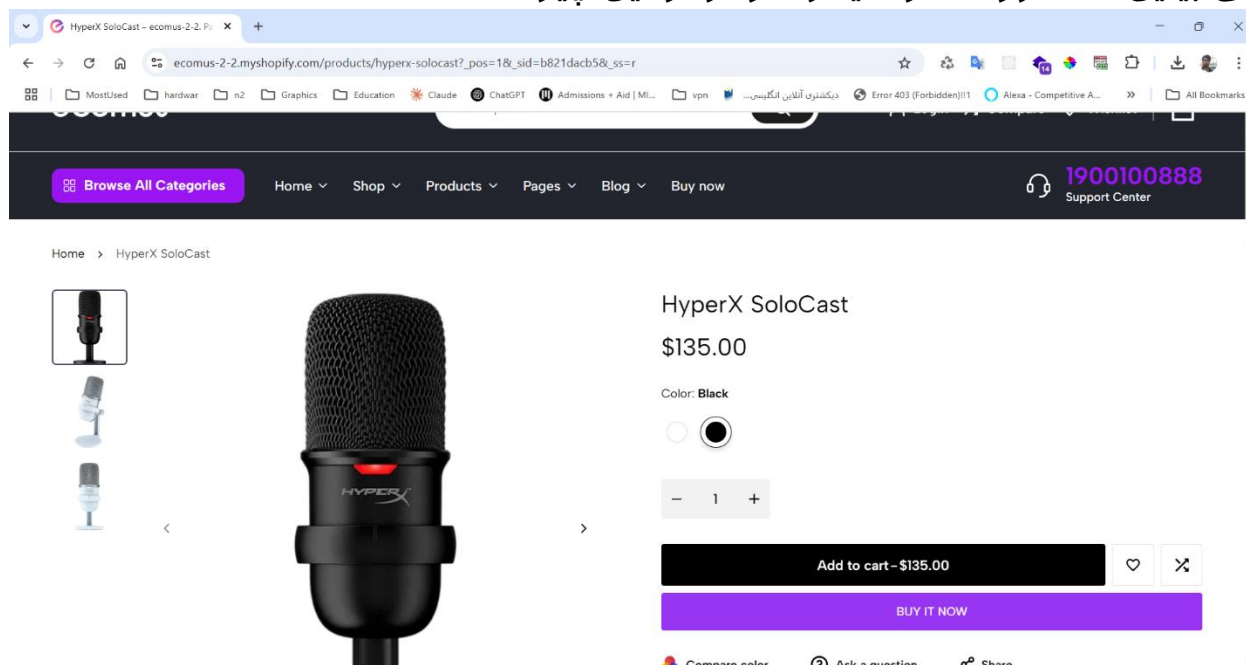 HyperX SoloCast – ecomus-2-2. Pa
ecomus-2-2.myshopify.com/products/hyperx-solocast?_pos=1&_sid=b821dacb5&_ss=r
MostUsed hardwar n2 Graphics Education Claude ChatGPT Admissions + Aid | MI... vpn دیکشنری آنلاین انگلیسی... Error 403 (Forbidden)!!1 Alexa - Competitive A... » All Bookmarks
14
Browse All Categories Home Shop Products Pages Blog Buy now
1900100888
Support Center
Home > HyperX SoloCast
HyperX SoloCast
$135.00
Color: Black
HYPERX
− 1 +
Add to cart - $135.00
BUY IT NOW
Compare color Ask a question Share